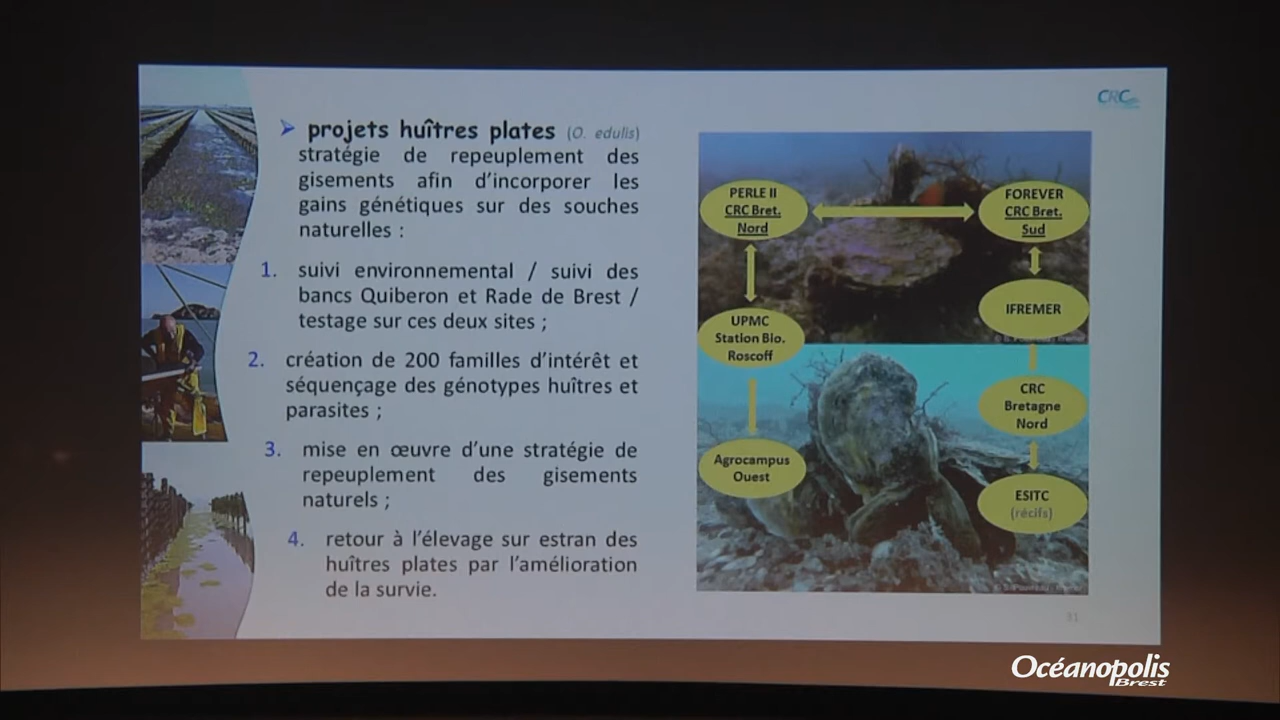 CRC
projets huîtres plates (O. edulis)
stratégie de repeuplement des
gisements afin d'incorporer les
gains génétiques sur des souches
naturelles :
1. suivi environnemental / suivi des
bancs Quiberon et Rade de Brest /
testage sur ces deux sites ;
2. création de 200 familles d'intérêt et
séquençage des génotypes huîtres et
parasites ;
3. mise en œuvre d'une stratégie de
repeuplement des gisements
naturels ;
4. retour à l'élevage sur estran des
huîtres plates par l'amélioration
de la survie.
PERLE II
CRC Bret.
Nord
FOREVER
CRC Bret.
Sud
UPMC
Station Bio.
Roscoff
IFREMER
Agrocampus
Ouest
CRC
Bretagne
Nord
ESITC
(récifs)
31
Océanopolis
Brest